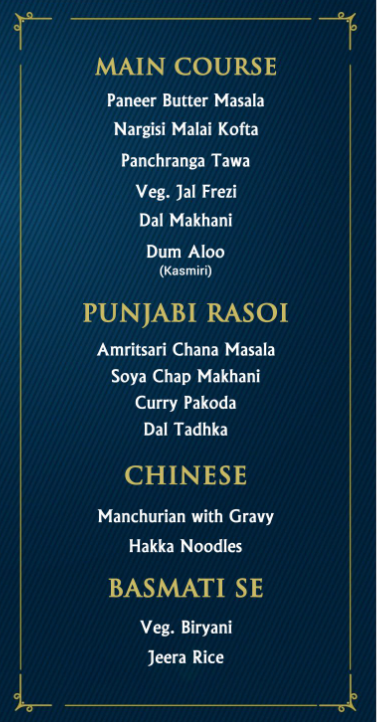 MAIN COURSE
Paneer Butter Masala
Nargisi Malai Kofta
Panchranga Tawa
Veg. Jal Frezi
Dal Makhani
Dum Aloo
(Kasmiri)
PUNJABI RASOI
Amritsari Chana Masala
Soya Chap Makhani
Curry Pakoda
Dal Tadhka
CHINESE
Manchurian with Gravy
Hakka Noodles
BASMATI SE
Veg. Biryani
Jeera Rice